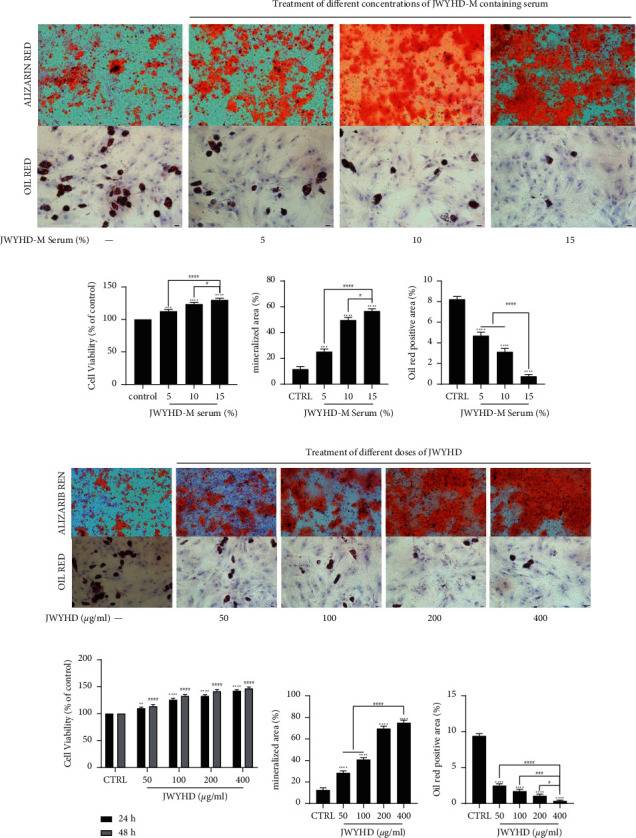 Treatment of different concentrations of JWYHD-M containing serum
ALIZARIN RED
OIL RED
JWYHD-M Serum (%) — 5 10 15
Cell Viability (% of control)
150
100
50
0
####
#
control 5 10 15
JWYHD-M serum (%)
mineralized area (%)
80
60
40
20
0
####
#
CTRL 5 10 15
JWYHD-M Serum (%)
Oil red positive area (%)
10
8
6
4
2
0
####
CTRL 5 10 15
JWYHD-M Serum (%)
Treatment of different doses of JWYHD
ALIZARIB REN
OIL RED
JWYHD (µg/ml) — 50 100 200 400
Cell Viability (% of control)
200
150
100
50
0
** #### **** #### **** #### **** ####
CTRL 50 100 200 400
JWYHD (µg/ml)
24 h
48 h
mineralized area (%)
100
80
60
40
20
0
####
CTRL 50 100 200 400
JWYHD (µg/ml)
Oil red positive area (%)
15
10
5
0
####
###
#
CTRL 50 100 200 400
JWYHD (µg/ml)